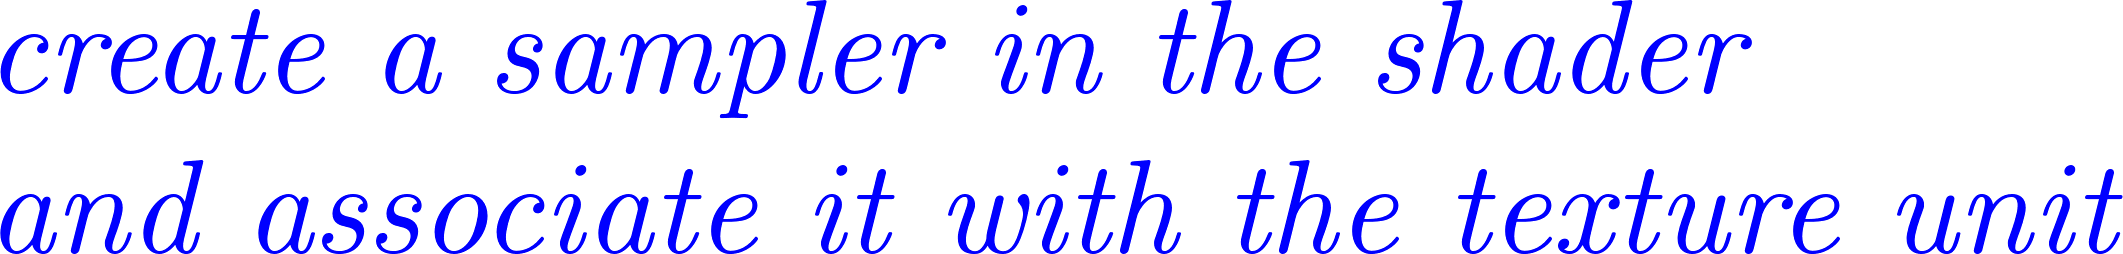 create a sampler in the shader
and associate it with the texture unit